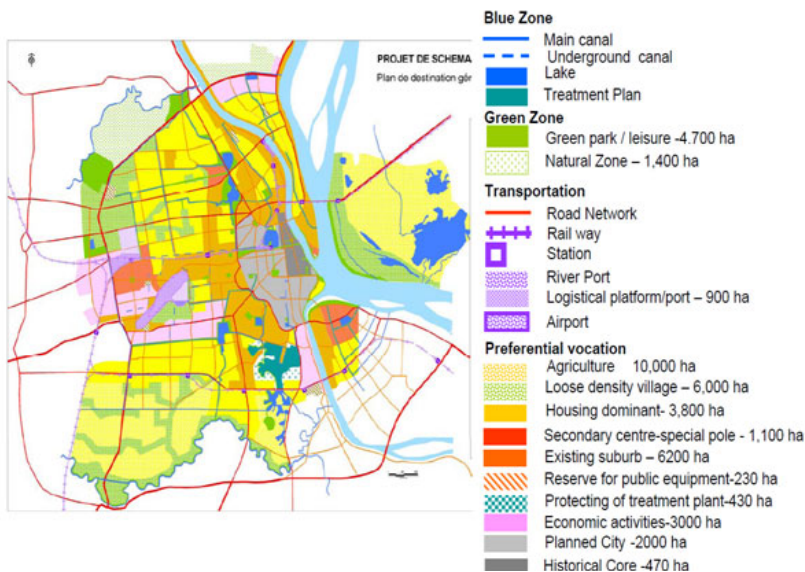 PROJET DE SCHEMA
Plan de destination gér
Blue Zone
Main canal
Underground canal
Lake
Treatment Plan
Green Zone
Green park / leisure -4.700 ha
Natural Zone – 1,400 ha
Transportation
Road Network
Rail way
Station
River Port
Logistical platform/port – 900 ha
Airport
Preferential vocation
Agriculture 10,000 ha
Loose density village – 6,000 ha
Housing dominant- 3,800 ha
Secondary centre-special pole - 1,100 ha
Existing suburb – 6200 ha
Reserve for public equipment-230 ha
Protecting of treatment plant-430 ha
Economic activities-3000 ha
Planned City -2000 ha
Historical Core -470 ha